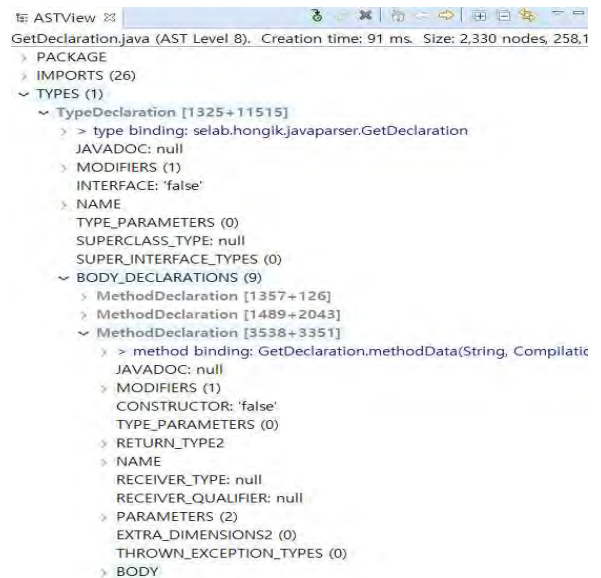 ASTView
GetDeclaration.java (AST Level 8). Creation time: 91 ms. Size: 2,330 nodes, 258,1
> PACKAGE
> IMPORTS (26)
TYPES (1)
TypeDeclaration [1325+11515]
> > type binding: selab.hongik.javaparser.GetDeclaration
JAVADOC: null
> MODIFIERS (1)
INTERFACE: 'false'
> NAME
TYPE_PARAMETERS (0)
SUPERCLASS_TYPE: null
SUPER_INTERFACE_TYPES (0)
BODY_DECLARATIONS (9)
> MethodDeclaration [1357+126]
> MethodDeclaration [1489+2043]
MethodDeclaration [3538+3351]
> > method binding: GetDeclaration.methodData(String, Compilatic
JAVADOC: null
> MODIFIERS (1)
CONSTRUCTOR: 'false'
TYPE_PARAMETERS (0)
> RETURN_TYPE2
> NAME
RECEIVER_TYPE: null
RECEIVER_QUALIFIER: null
> PARAMETERS (2)
EXTRA_DIMENSIONS2 (0)
THROWN_EXCEPTION_TYPES (0)
> BODY